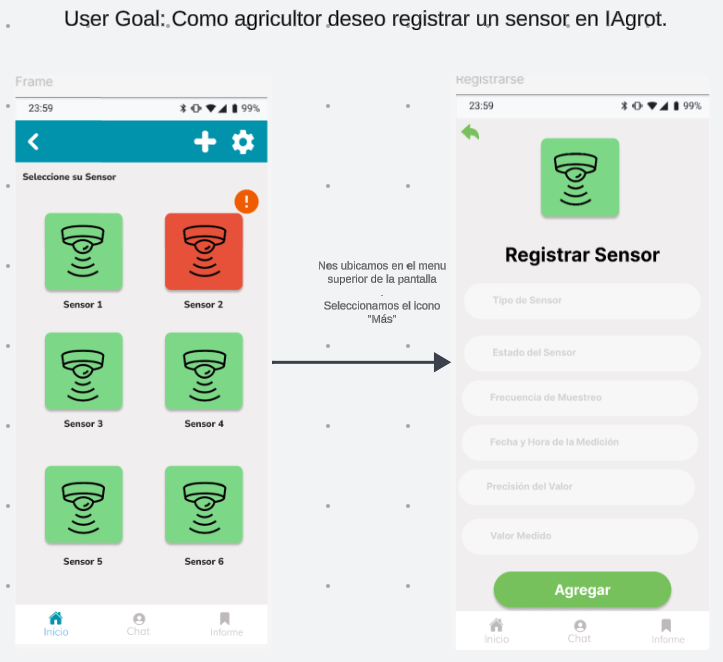 User Goal: Como agricultor deseo registrar un sensor en IAgrot.
Frame
23:59
99%
Seleccione su Sensor
!
Sensor 1
Sensor 2
Sensor 3
Sensor 4
Sensor 5
Sensor 6
Inicio
Chat
Informe
Nos ubicamos en el menu
superior de la pantalla
.
Seleccionamos el icono
"Más"
Registrarse
23:59
99%
Registrar Sensor
Tipo de Sensor
Estado del Sensor
Frecuencia de Muestreo
Fecha y Hora de la Medición
Precisión del Valor
Valor Medido
Agregar
Inicio
Chat
Informe